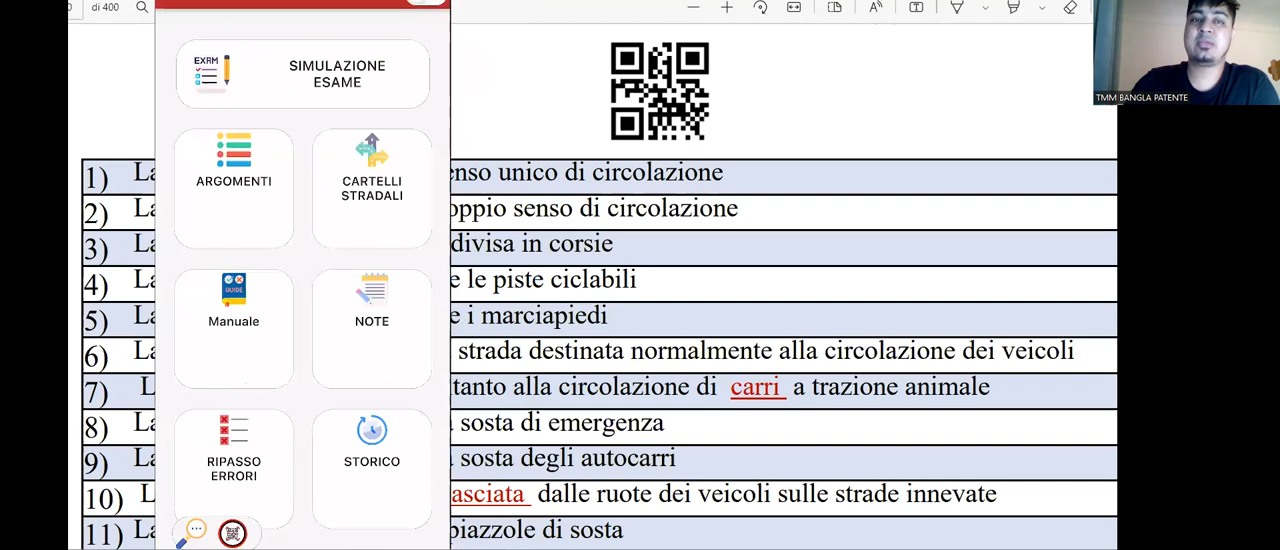 di 400
TMM BANGLA PATENTE
EXRM
SIMULAZIONE
ESAME
ARGOMENTI
CARTELLI
STRADALI
GUIDE
Manuale
NOTE
RIPASSO
ERRORI
STORICO
1) La enso unico di circolazione
2) La oppio senso di circolazione
3) La divisa in corsie
4) La e le piste ciclabili
5) La e i marciapiedi
6) La strada destinata normalmente alla circolazione dei veicoli
7) L tanto alla circolazione di carri a trazione animale
8) La sosta di emergenza
9) La sosta degli autocarri
10) L asciata dalle ruote dei veicoli sulle strade innevate
11) La piazzole di sosta